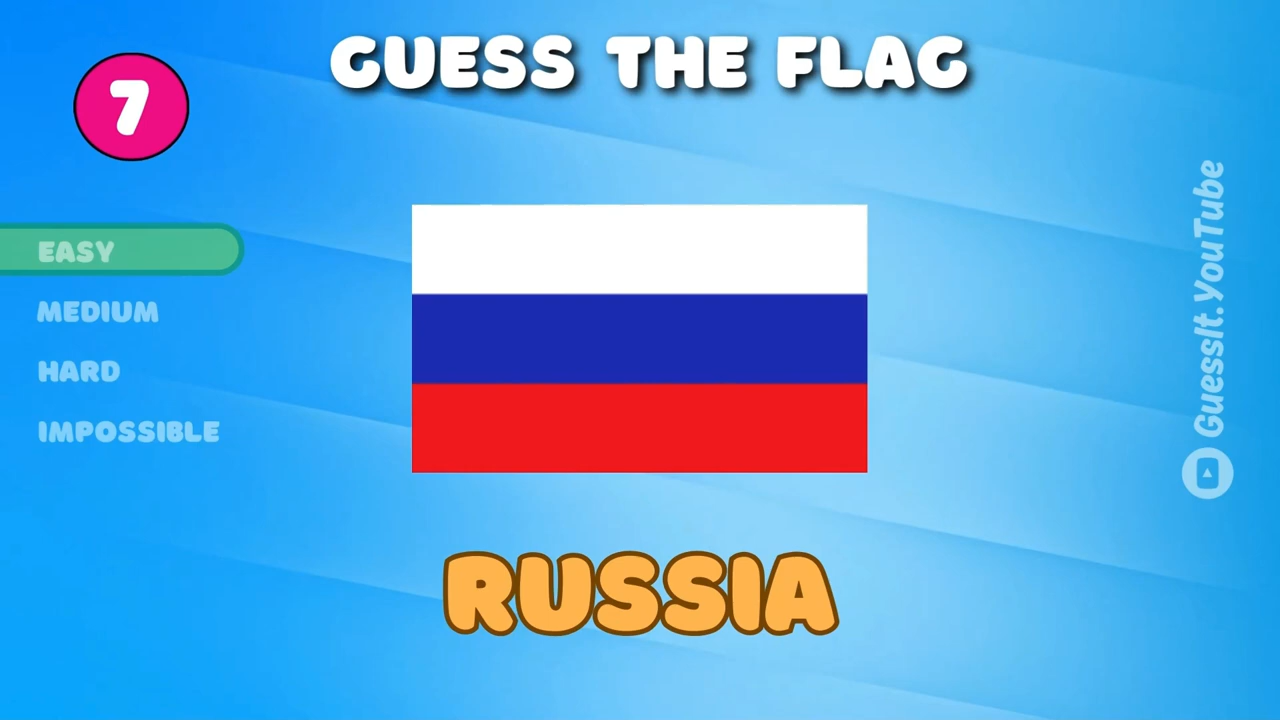 GUESS THE FLAG
7
EASY
MEDIUM
HARD
IMPOSSIBLE
GuessIt.YouTube
RUSSIA